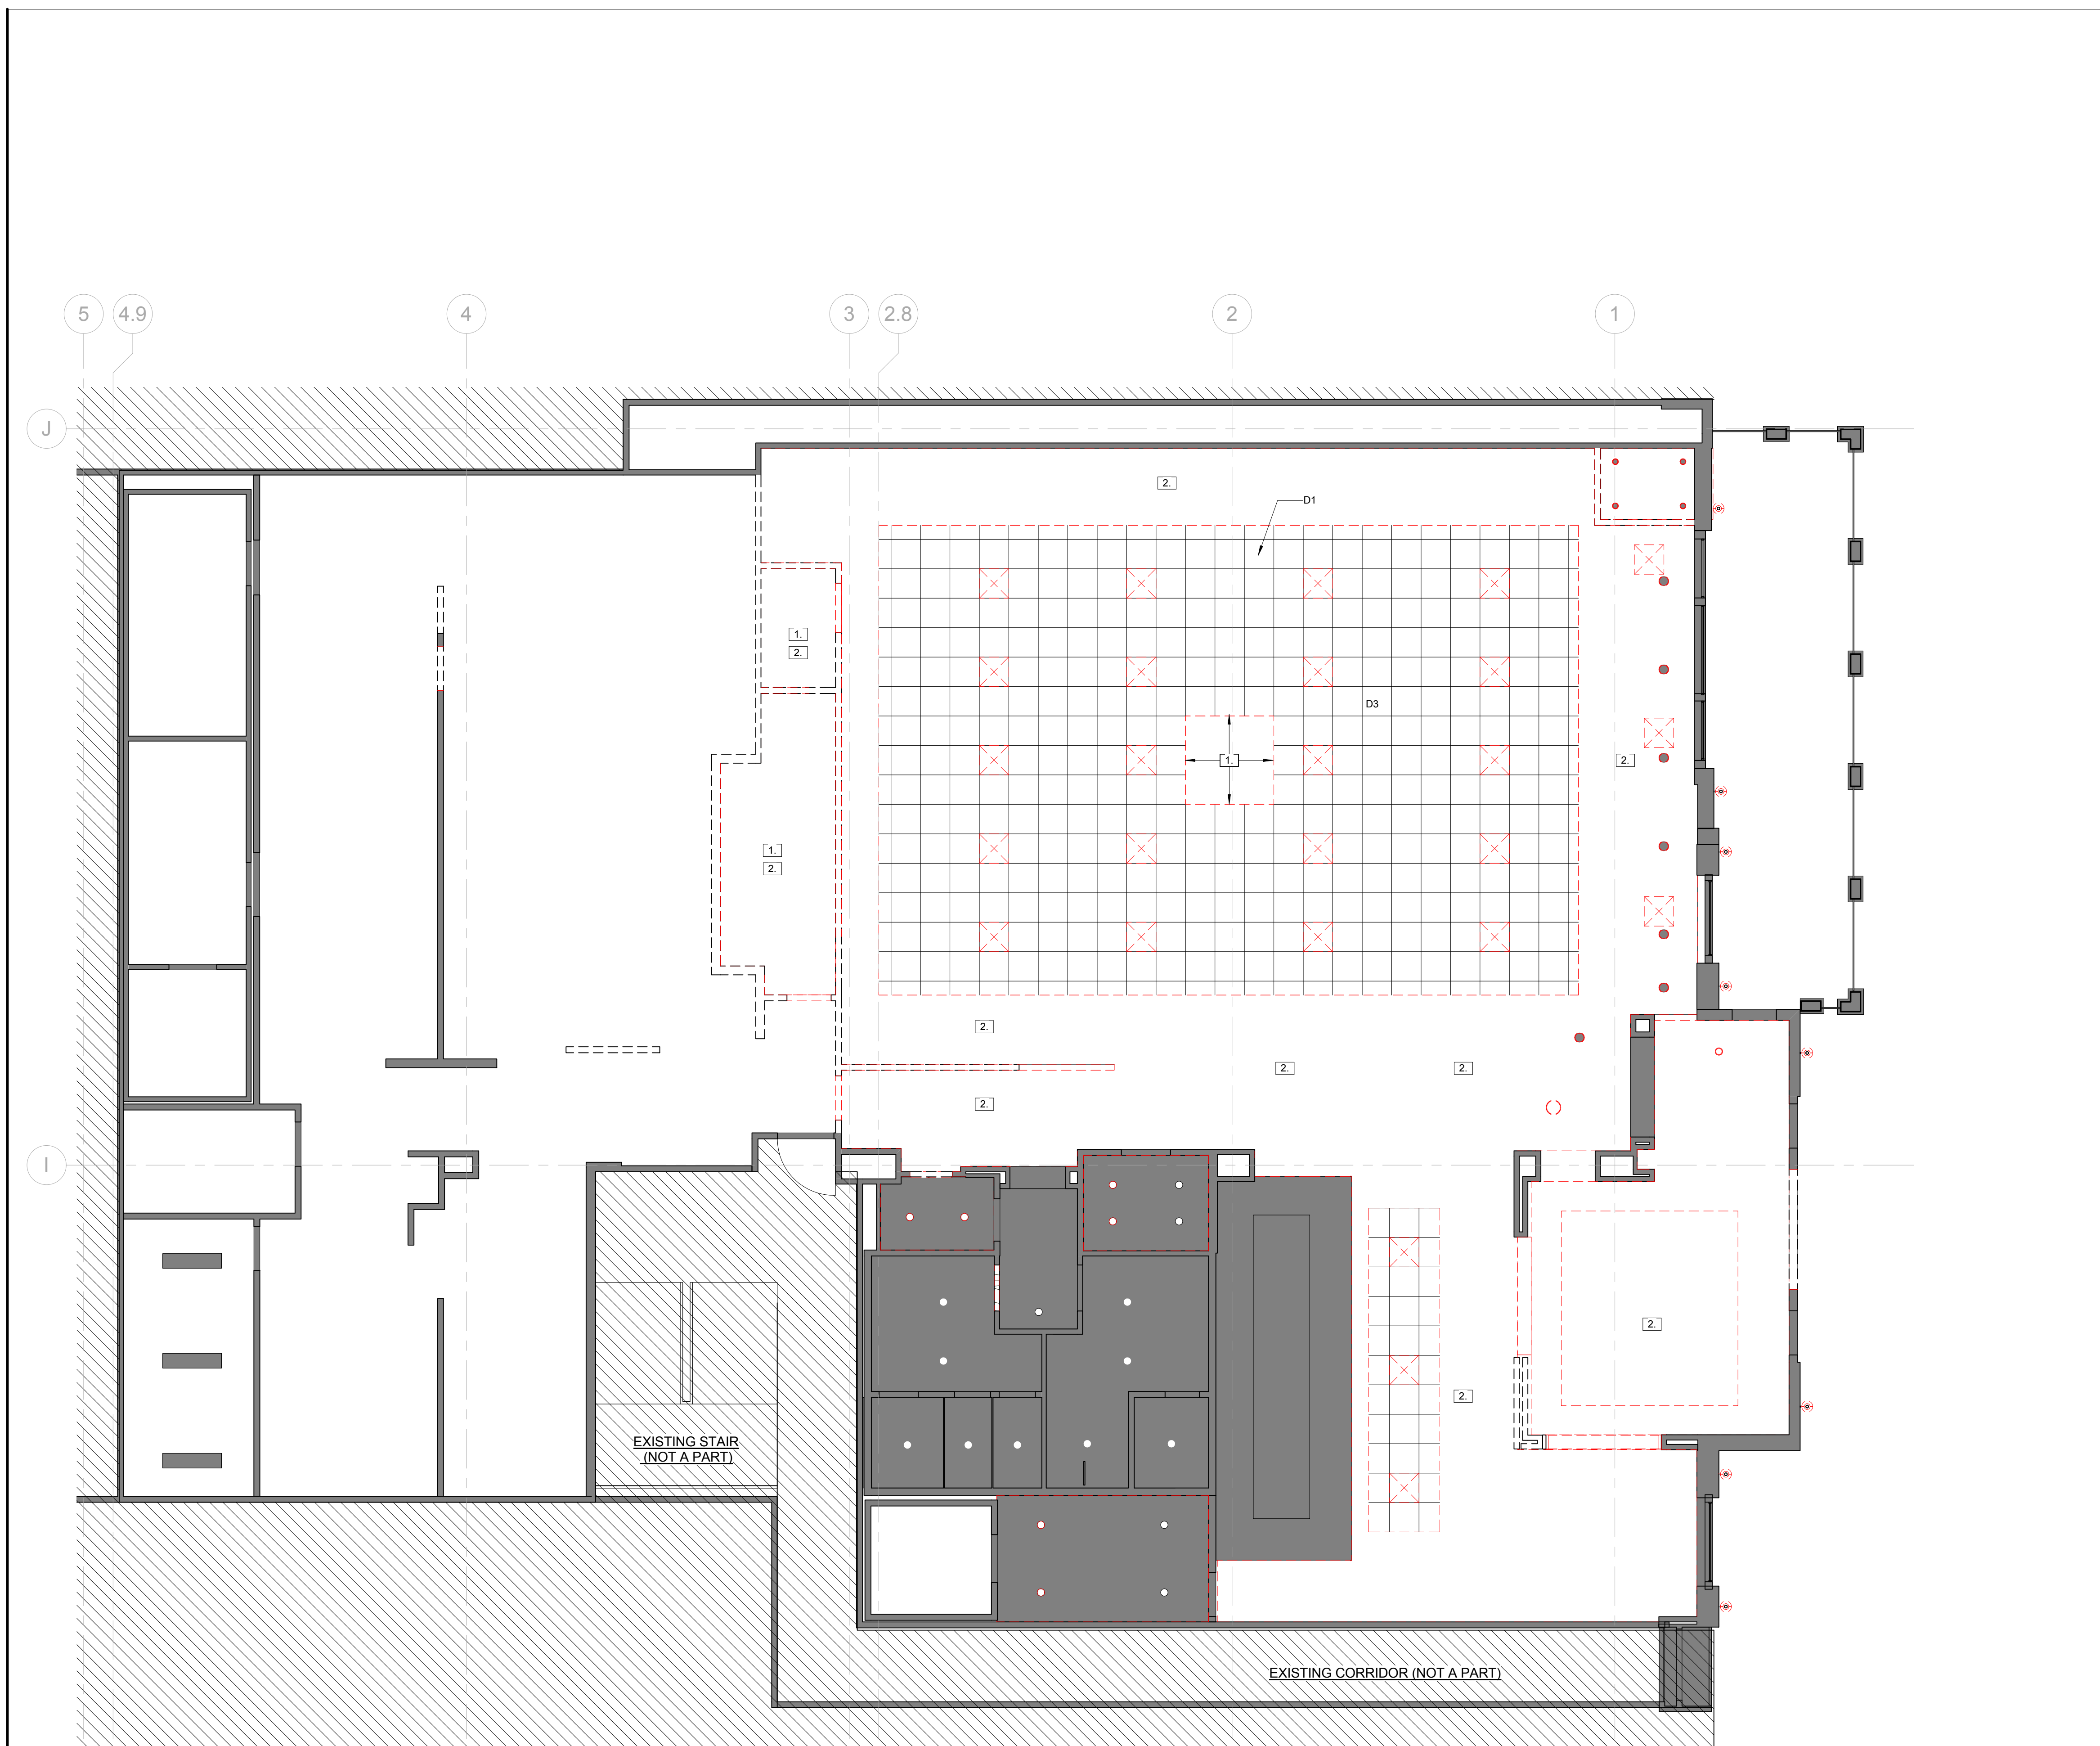 5
4.9
4
3
2.8
2
1
J
2.
D1
1.
2.
D3
1.
2.
1.
2.
2.
2.
2.
2.
I
2.
2.
EXISTING STAIR
(NOT A PART)
EXISTING CORRIDOR (NOT A PART)